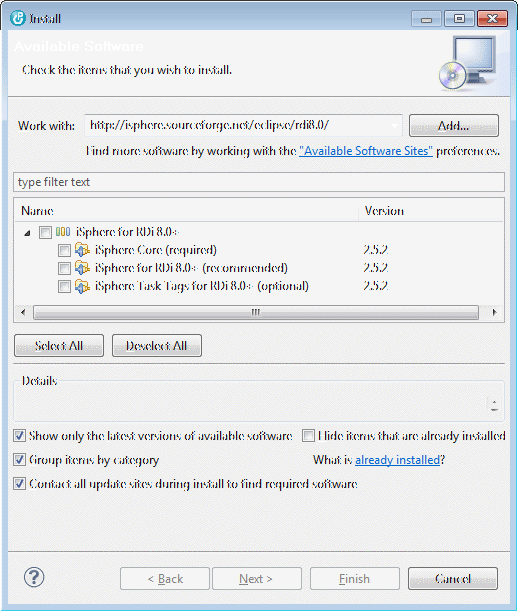 Install
Available Software
Check the items that you wish to install.
Work with: http://isphere.sourceforge.net/eclipse/rdi8.0/ Add...
Find more software by working with the "Available Software Sites" preferences.
type filter text
Name Version
iSphere for RDi 8.0+
iSphere Core (required) 2.5.2
iSphere for RDi 8.0+ (recommended) 2.5.2
iSphere Task Tags for RDi 8.0+ (optional) 2.5.2
Select All Deselect All
Details
Show only the latest versions of available software Hide items that are already installed
Group items by category What is already installed?
Contact all update sites during install to find required software
< Back Next > Finish Cancel